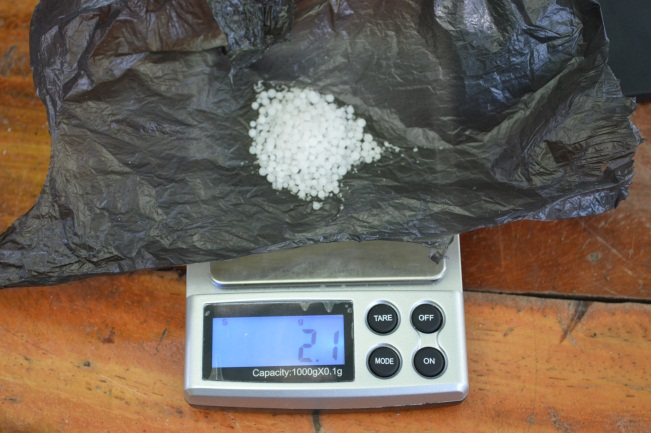 S g
2.1
Capacity:1000gX0.1g
TARE OFF
MODE ON